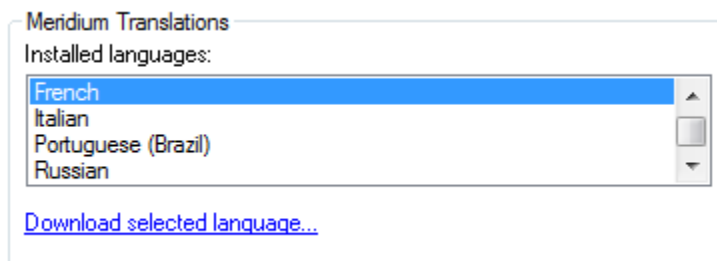 Meridium Translations
Installed languages:
French
Italian
Portuguese (Brazil)
Russian
Download selected language...